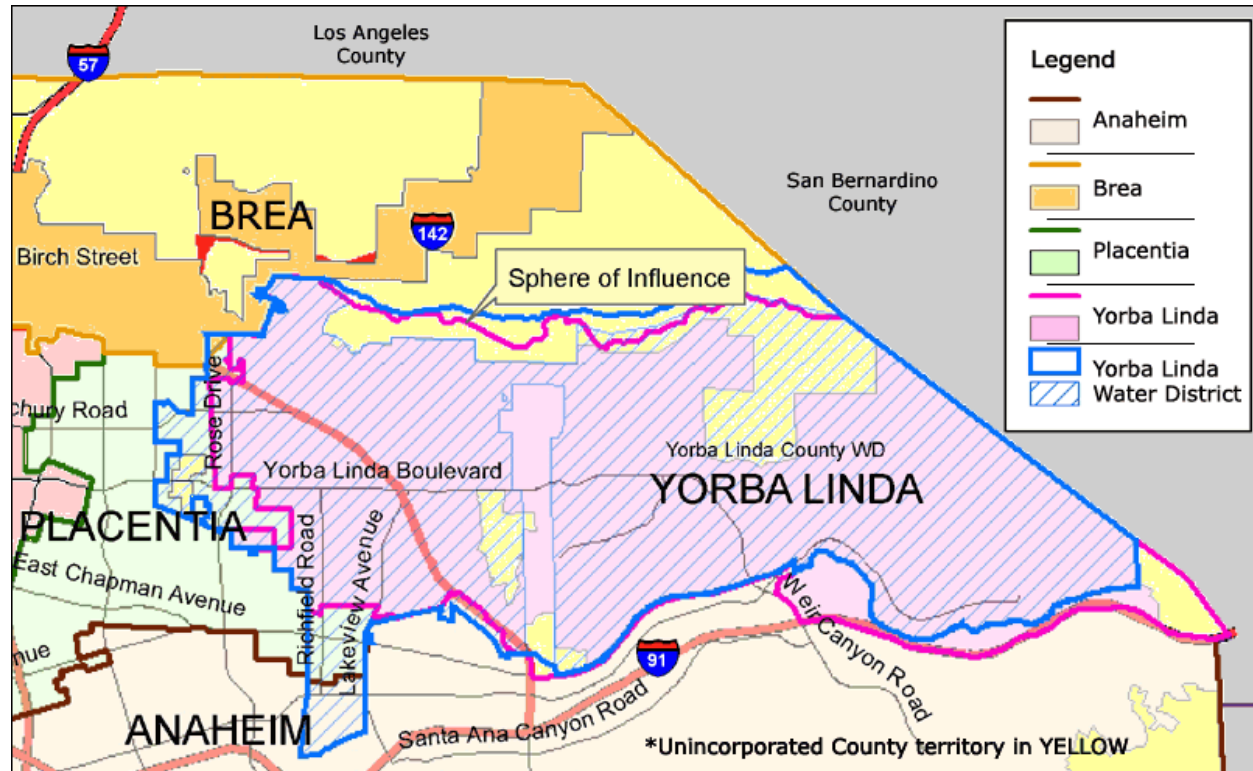 Los Angeles
County
57
Legend
Anaheim
Brea
Placentia
Yorba Linda
Yorba Linda
Water District
San Bernardino
County
BREA
142
Birch Street
Sphere of Influence
chury Road
Rose Drive
Yorba Linda Boulevard
Yorba Linda County WD
YORBA LINDA
PLACENTIA
East Chapman Avenue
Richfield Road
Lakeview Avenue
Weir Canyon Road
nue
91
ANAHEIM
Santa Ana Canyon Road
*Unincorporated County territory in YELLOW